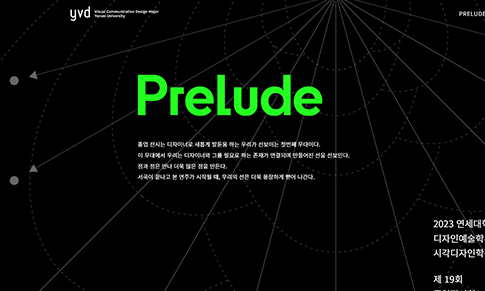 yvd
Visual Communication Design Major
Yonsei University
PRELUDE
Prelude
졸업 전시는 디자이너로 새롭게 발돋움 하는 우리가 선보이는 첫번째 무대이다.
이 무대에서 우리는 디자이너와 그를 필요로 하는 존재가 연결되며 만들어진 선을 선보인다.
점과 점은 만나 더욱 많은 점을 만든다.
서곡이 끝나고 본 연주가 시작될 때, 우리의 선은 더욱 웅장하게 뻗어 나간다.
2023 연세대학
디자인예술학
시각디자인학
제 19회